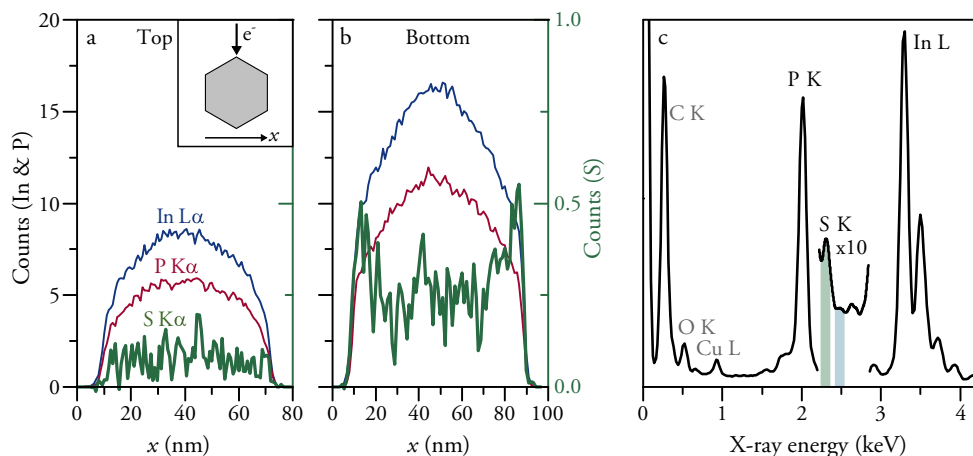 a Top
e-
x
In Lα
P Kα
S Kα
Counts (In & P)
0
5
10
15
20
0 20 40 60 80
x (nm)
b Bottom
0.0
0.5
1.0
Counts (S)
0 20 40 60 80 100
x (nm)
c
In L
P K
C K
S K
x10
O K
Cu L
0 1 2 3 4
X-ray energy (keV)